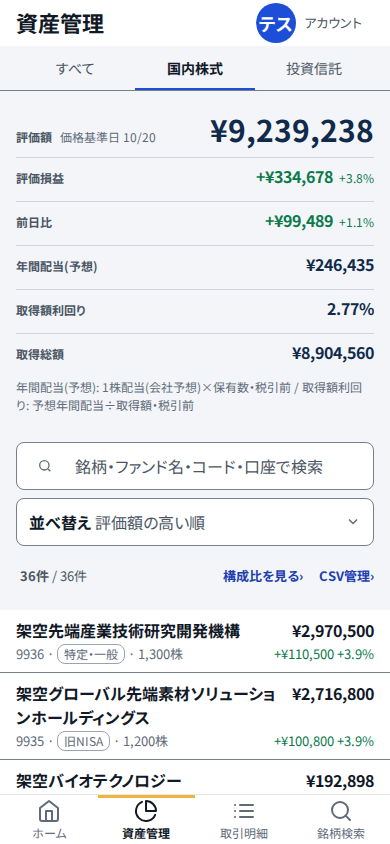 資産管理
テス アカウント
すべて 国内株式 投資信託
評価額 価格基準日 10/20 ¥9,239,238
評価損益 +¥334,678 +3.8%
前日比 +¥99,489 +1.1%
年間配当(予想) ¥246,435
取得額利回り 2.77%
取得総額 ¥8,904,560
年間配当(予想): 1株配当(会社予想)×保有数・税引前 / 取得額利回
り: 予想年間配当÷取得額・税引前
銘柄・ファンド名・コード・口座で検索
並べ替え 評価額の高い順
36件 / 36件 構成比を見る› CSV管理›
架空先端産業技術研究開発機構 ¥2,970,500
9936 · 特定・一般 · 1,300株 +¥110,500 +3.9%
架空グローバル先端素材ソリューショ ¥2,716,800
ンホールディングス
9935 · 旧NISA · 1,200株 +¥100,800 +3.9%
架空バイオテクノロジー ¥192,898
ホーム 資産管理 取引明細 銘柄検索